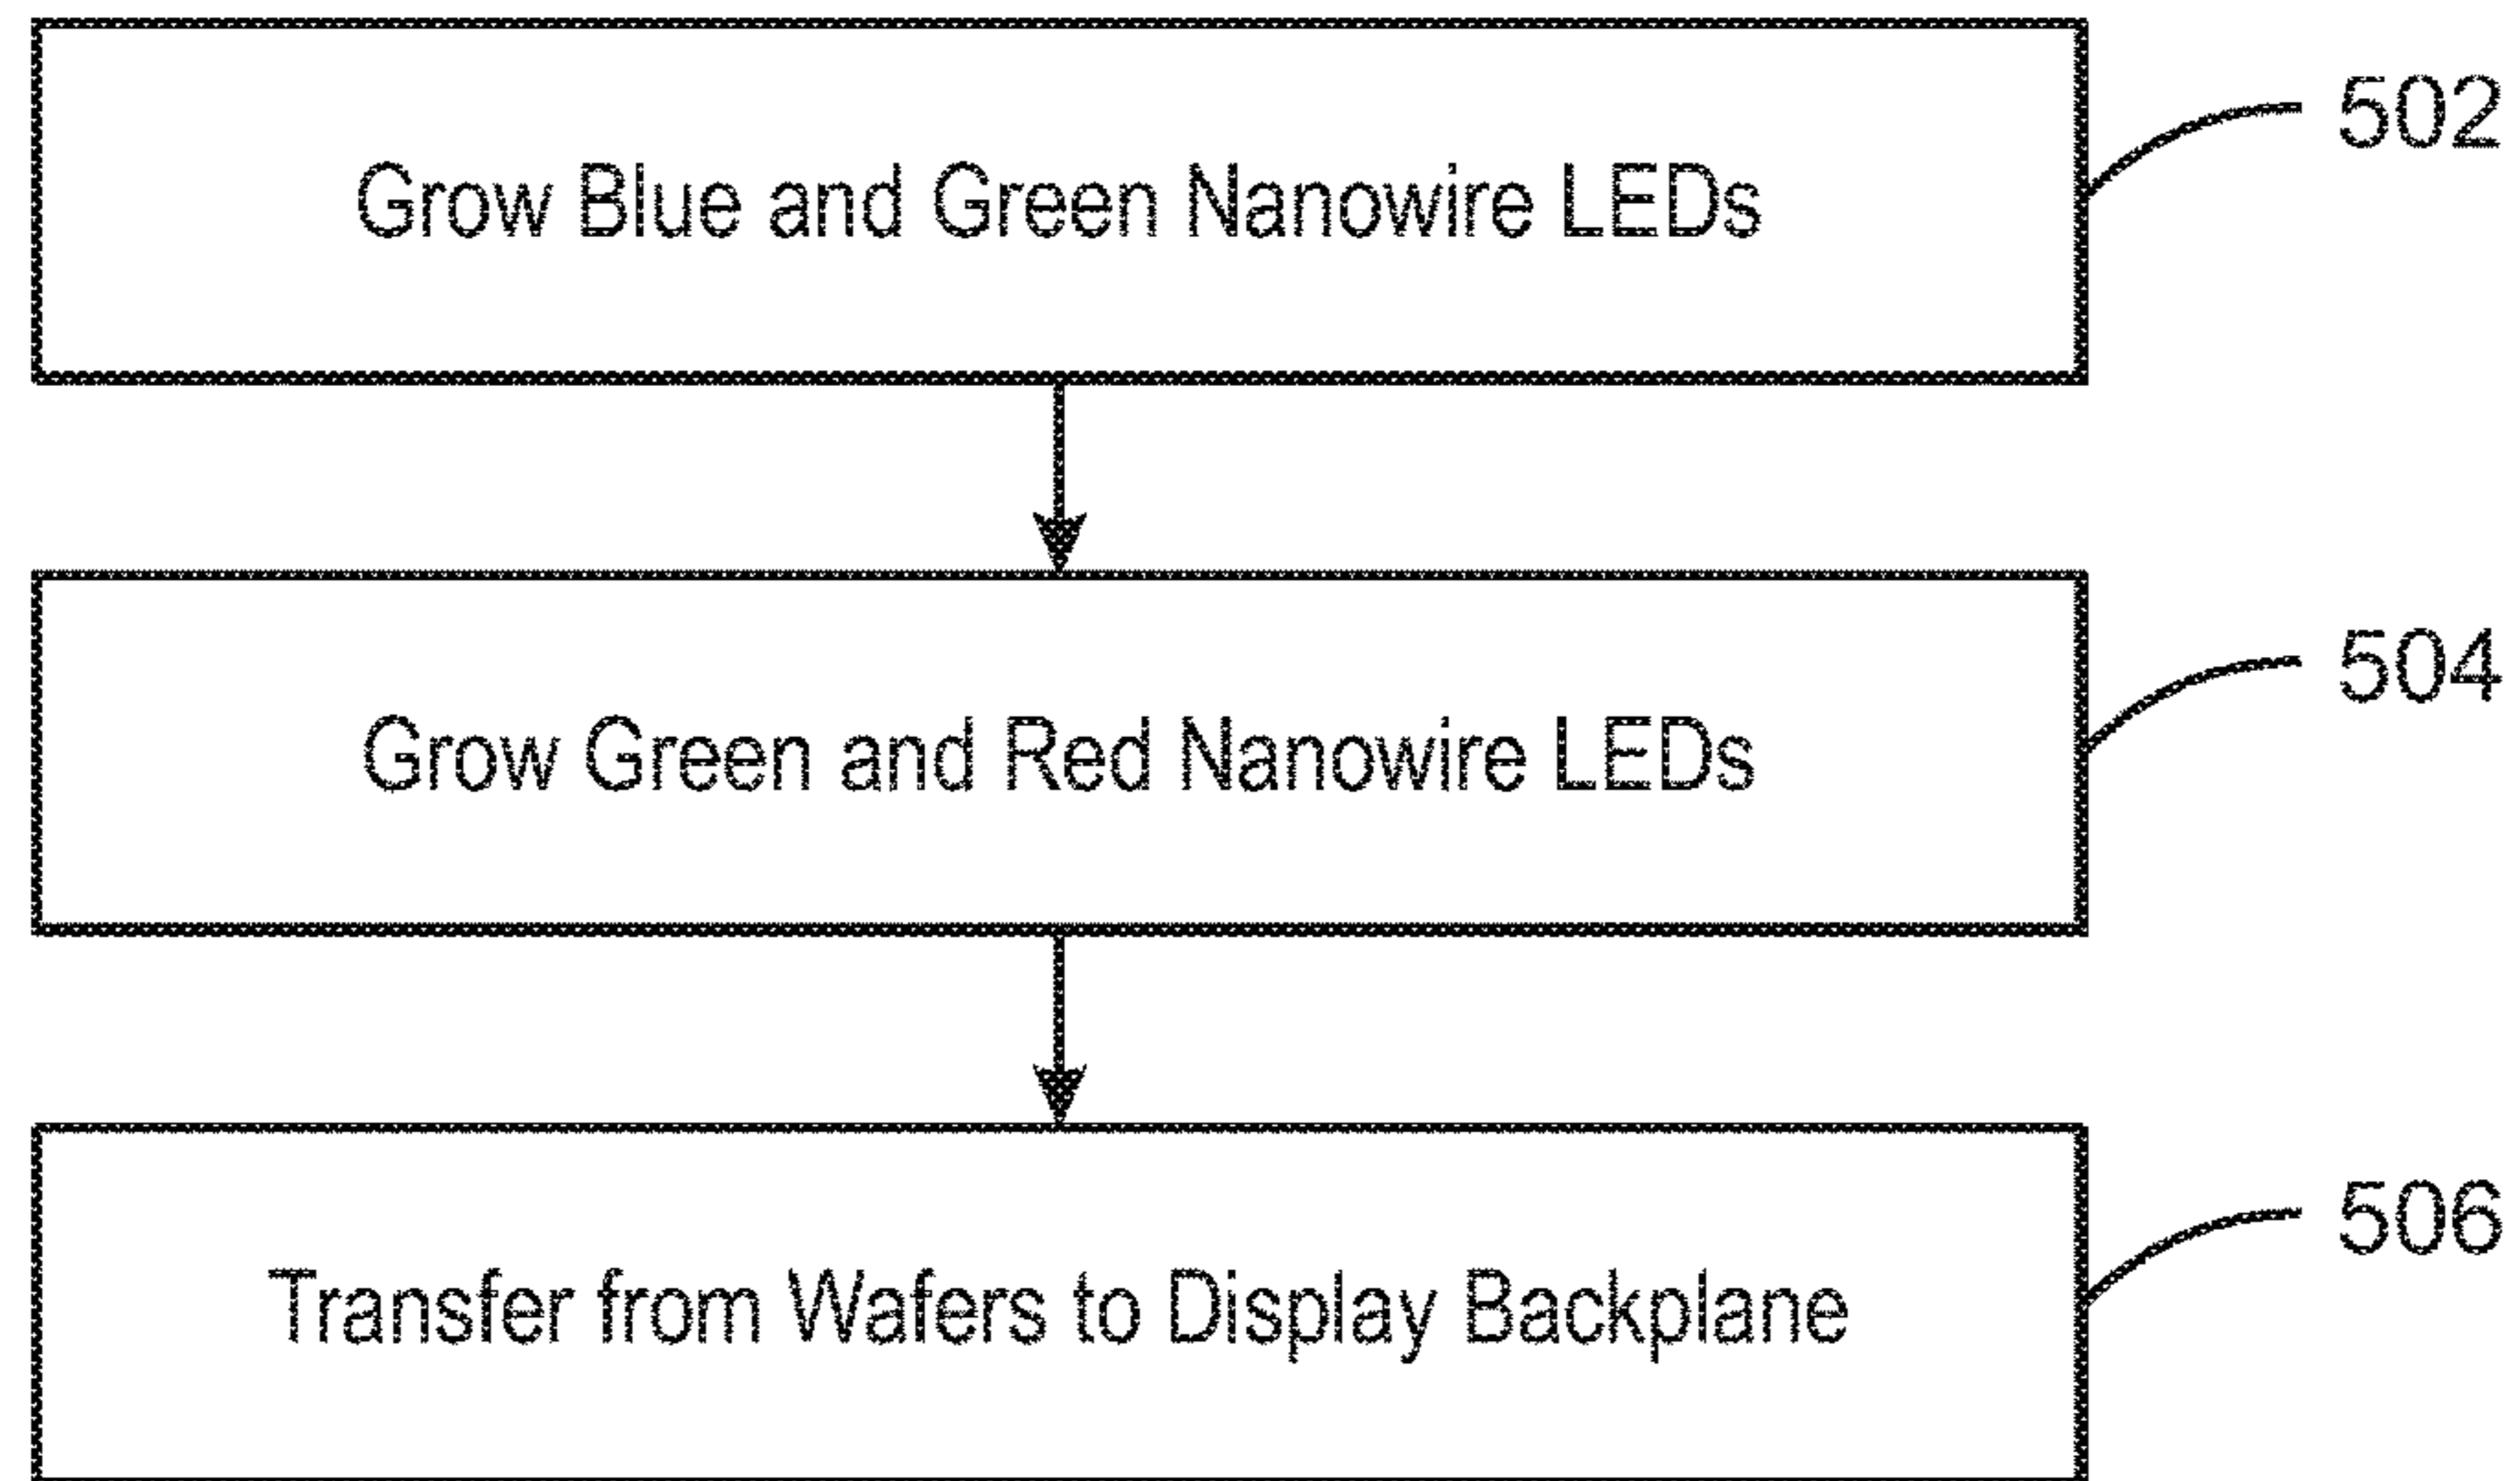 Grow Blue and Green Nanowire LEDs
502
Grow Green and Red Nanowire LEDs
504
Transfer from Wafers to Display Backplane
506